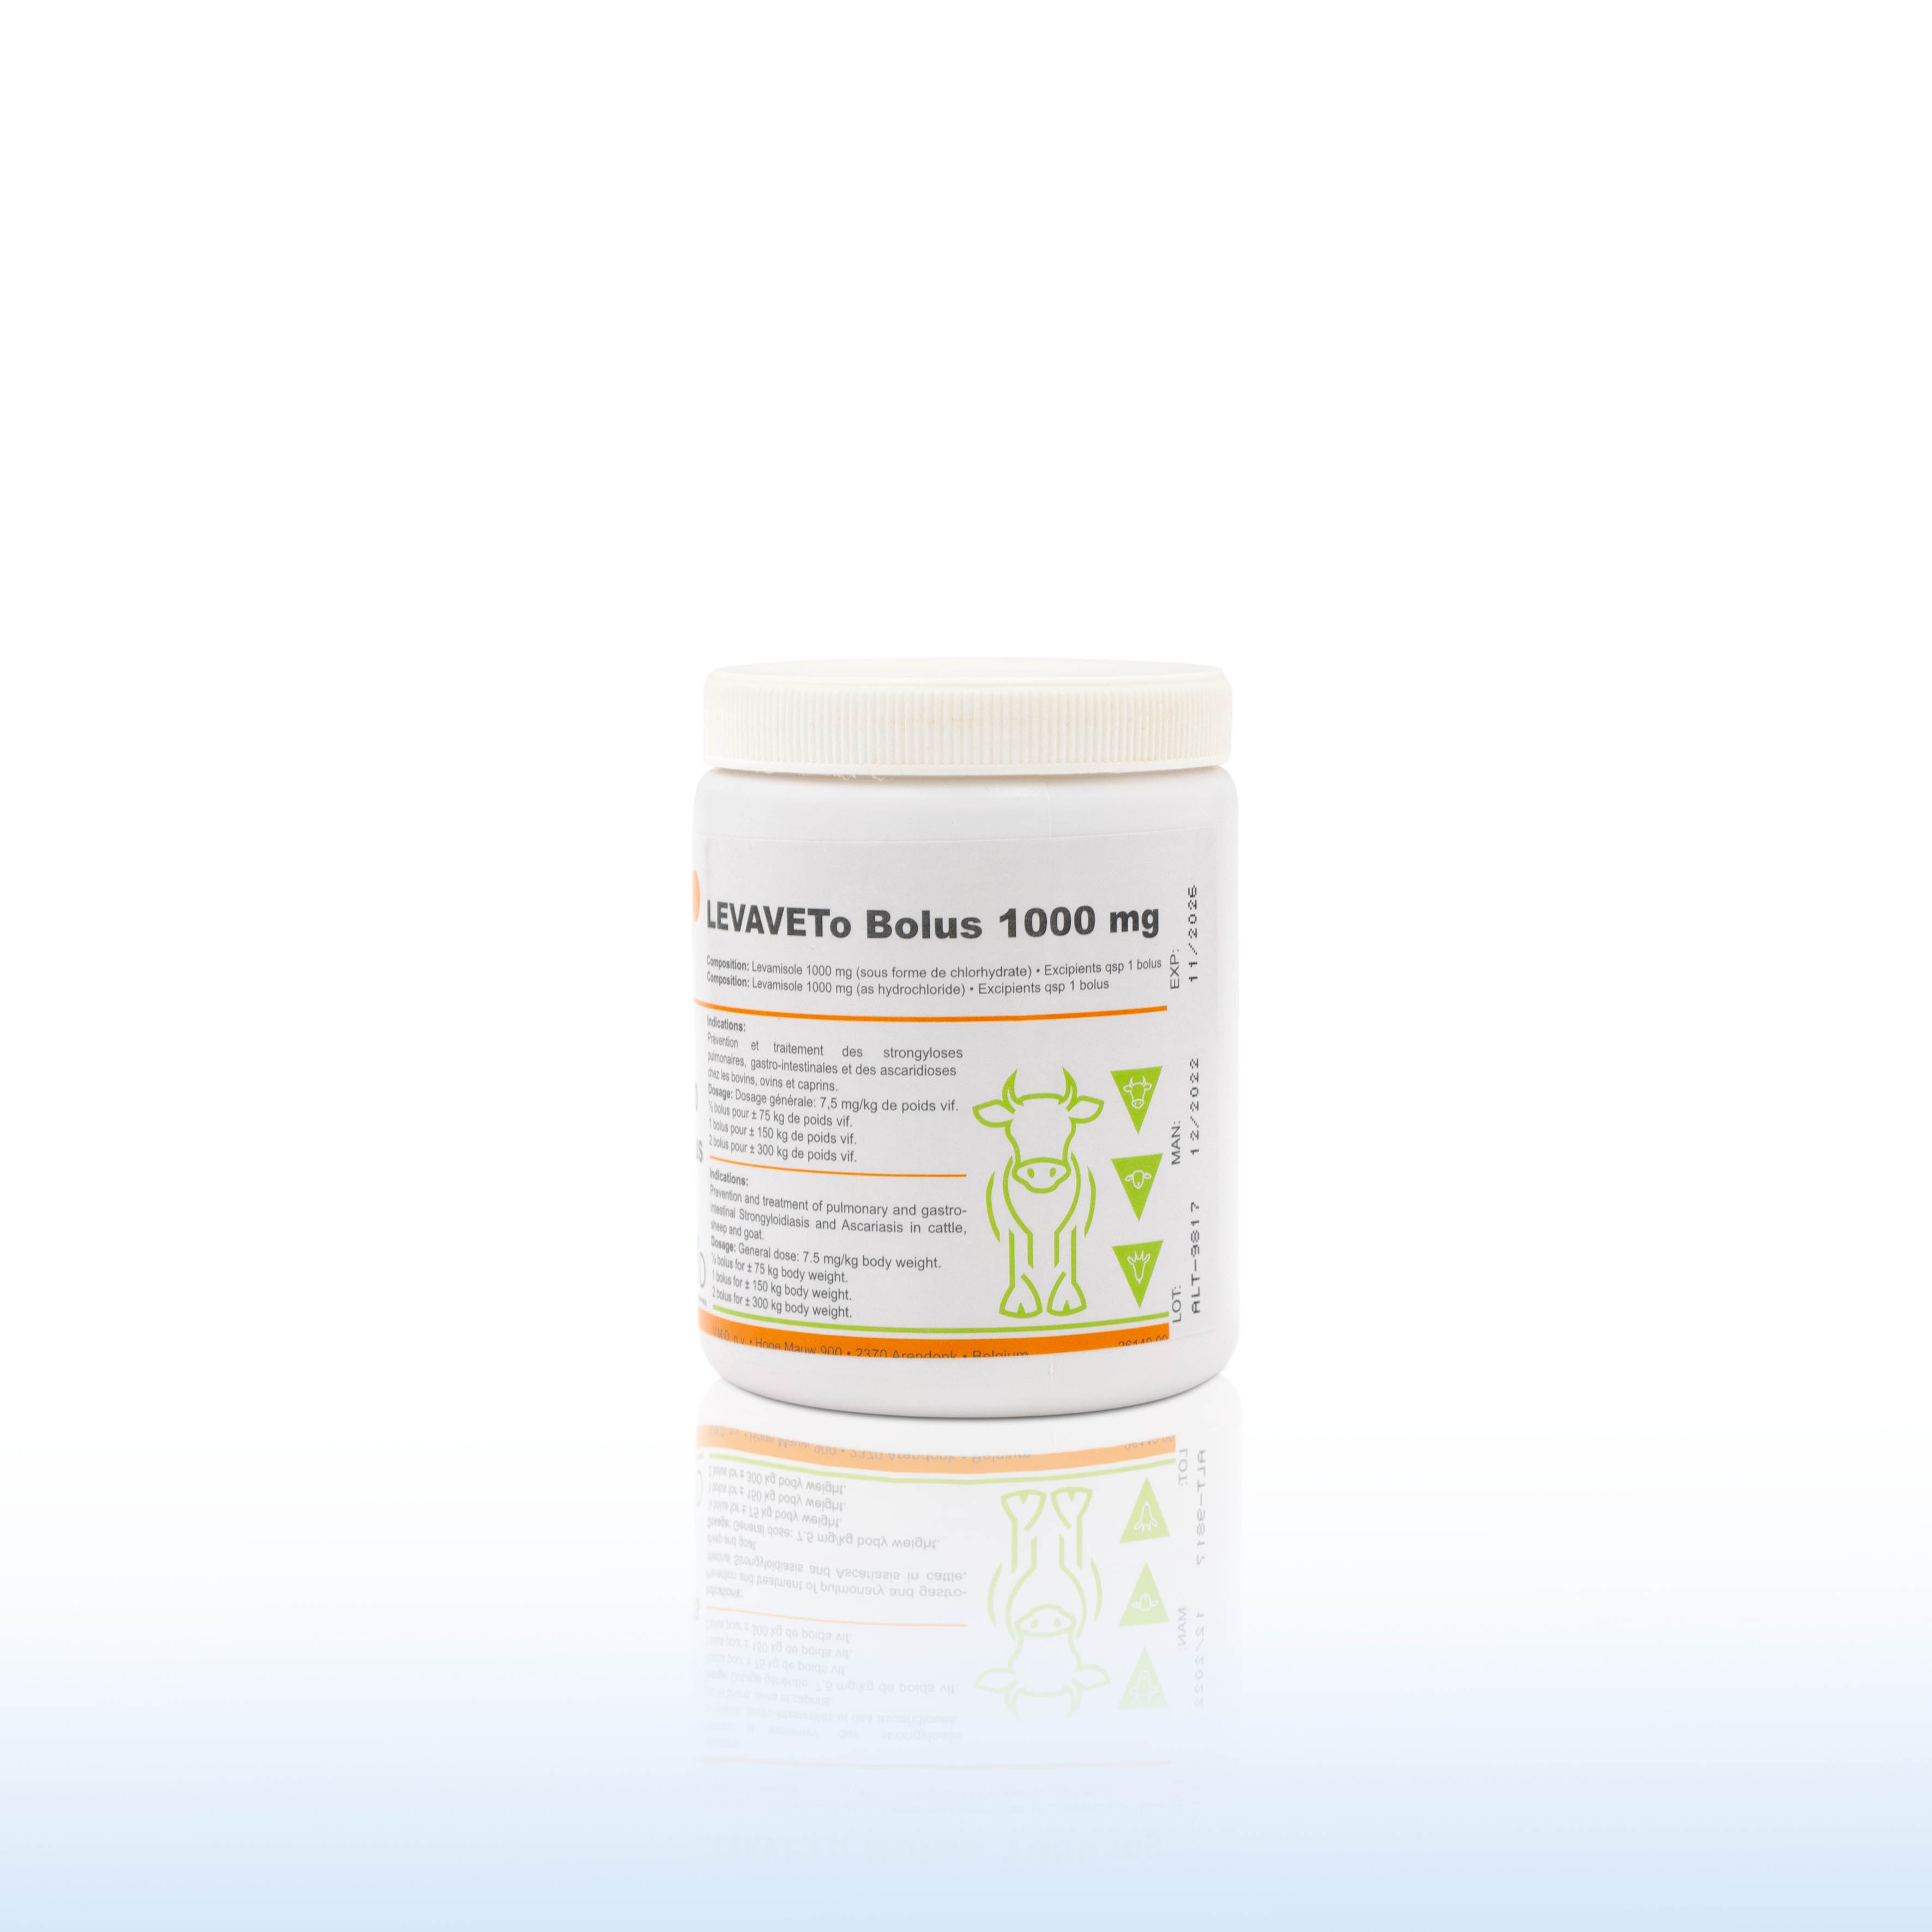 LEVAVETo Bolus 1000 mg
Composition: Levamisole 1000 mg (sous forme de chlorhydrate) • Excipients qsp 1 bolus
Composition: Levamisole 1000 mg (as hydrochloride) • Excipients qsp 1 bolus
Indications:
Prévention et traitement des strongyloses
pulmonaires, gastro-intestinales et des ascaridioses
chez les bovins, ovins et caprins.
Dosage: Dosage générale: 7,5 mg/kg de poids vif.
½ bolus pour ± 75 kg de poids vif.
1 bolus pour ± 150 kg de poids vif.
2 bolus pour ± 300 kg de poids vif.
Indications:
Prevention and treatment of pulmonary and gastro-
intestinal Strongyloidiasis and Ascariasis in cattle,
sheep and goat.
Dosage: General dose: 7.5 mg/kg body weight.
½ bolus for ± 75 kg body weight.
1 bolus for ± 150 kg body weight.
2 bolus for ± 300 kg body weight.
V.M.D. n.v. • Hoge Mauw 900 • 2370 Arendonk • Belgium
LOT: MAN: EXP:
ALT-9817 12/2022 11/2026